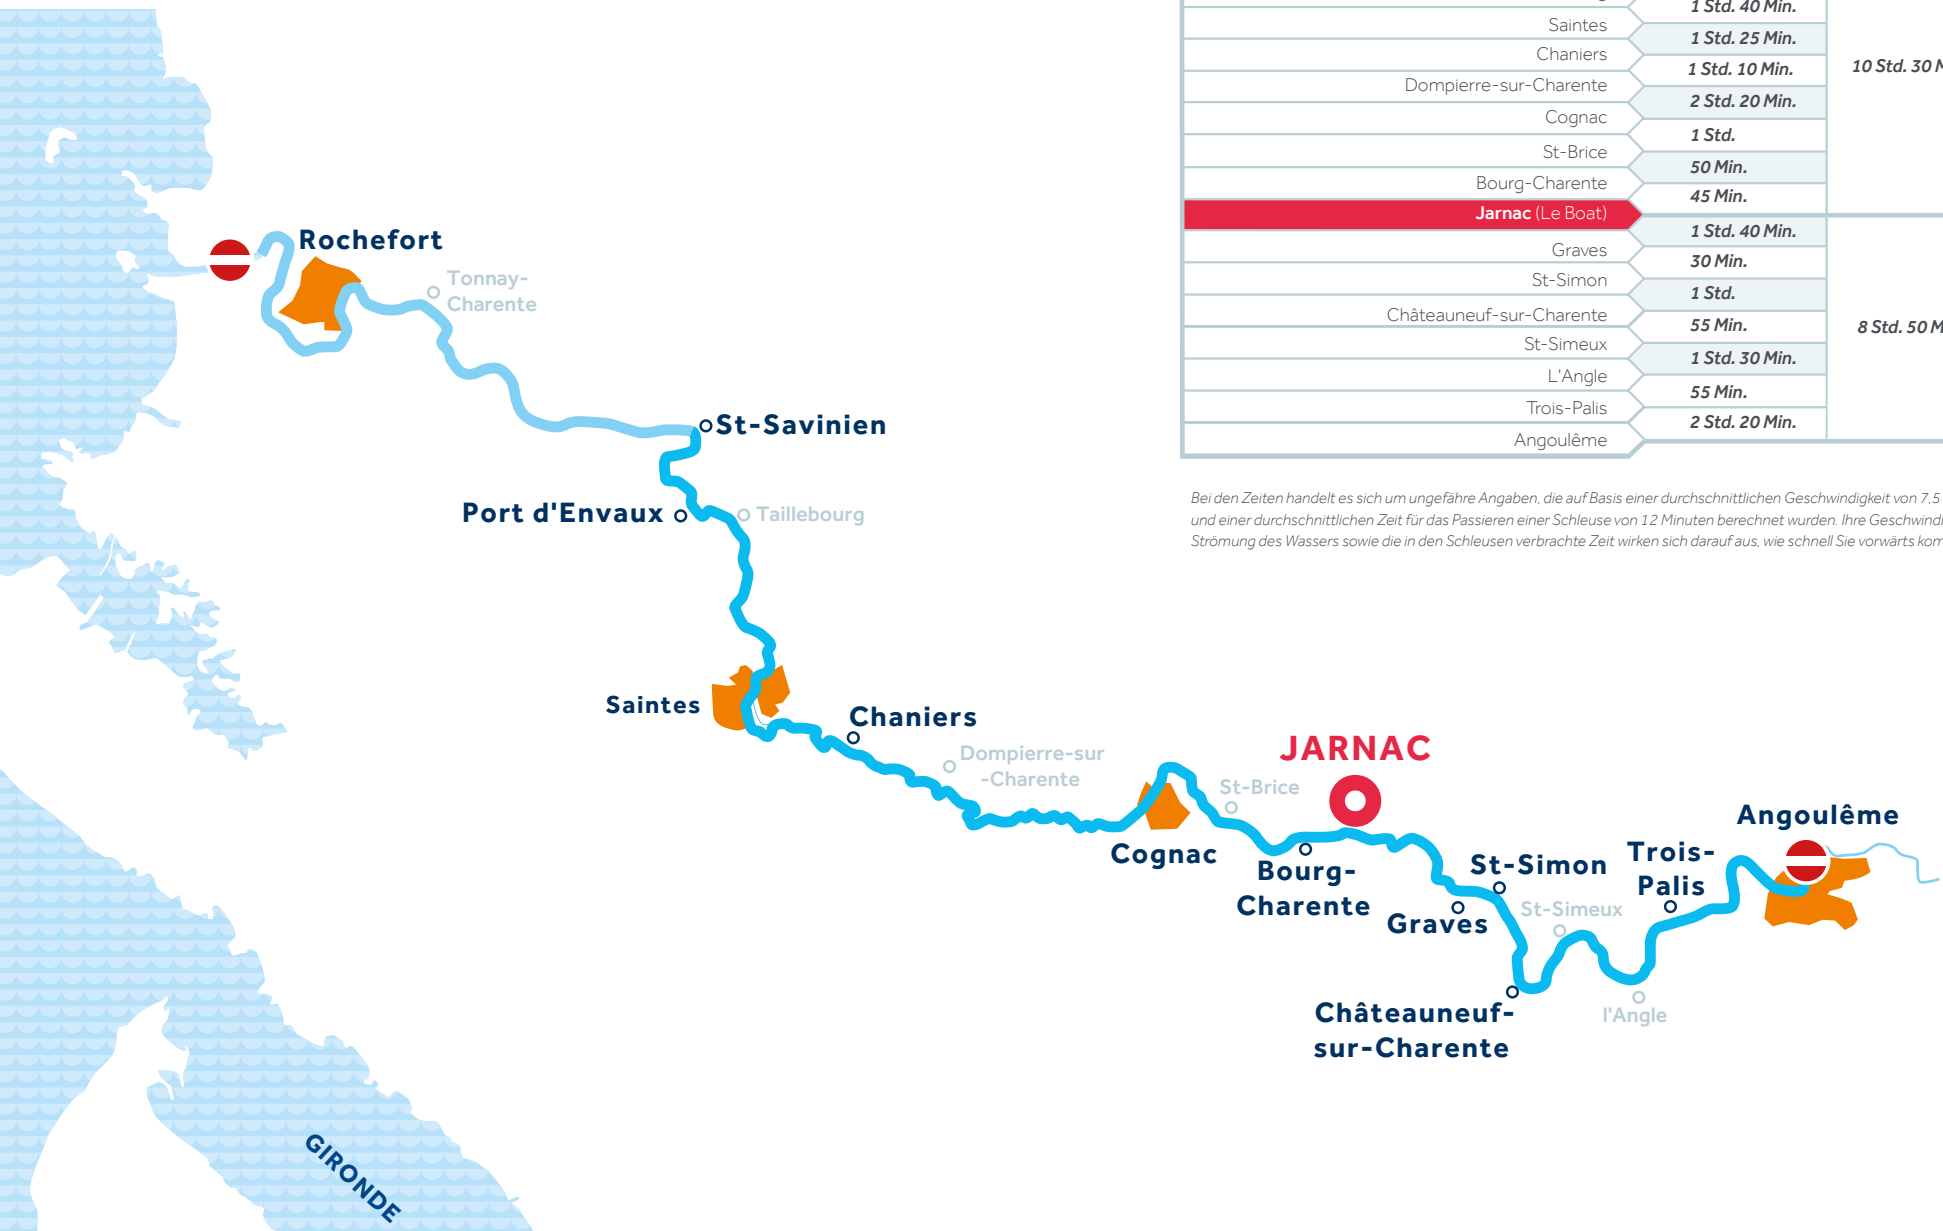 1 Std. 40 Min.
Saintes
1 Std. 25 Min.
Chaniers
1 Std. 10 Min.
10 Std. 30 M
Dompierre-sur-Charente
2 Std. 20 Min.
Cognac
1 Std.
St-Brice
50 Min.
Bourg-Charente
45 Min.
Jarnac (Le Boat)
1 Std. 40 Min.
Graves
30 Min.
St-Simon
1 Std.
Châteauneuf-sur-Charente
55 Min.
8 Std. 50 M
St-Simeux
1 Std. 30 Min.
L'Angle
55 Min.
Trois-Palis
2 Std. 20 Min.
Angoulême
Bei den Zeiten handelt es sich um ungefähre Angaben, die auf Basis einer durchschnittlichen Geschwindigkeit von 7,5
und einer durchschnittlichen Zeit für das Passieren einer Schleuse von 12 Minuten berechnet wurden. Ihre Geschwindi
Strömung des Wassers sowie die in den Schleusen verbrachte Zeit wirken sich darauf aus, wie schnell Sie vorwärts kom
Rochefort
Tonnay-
Charente
St-Savinien
Port d'Envaux
Taillebourg
Saintes
Chaniers
Dompierre-sur
-Charente
JARNAC
St-Brice
Cognac
Bourg-
Charente
Angoulême
St-Simon
Trois-
Palis
Graves
St-Simeux
Châteauneuf-
sur-Charente
l'Angle
GIRONDE